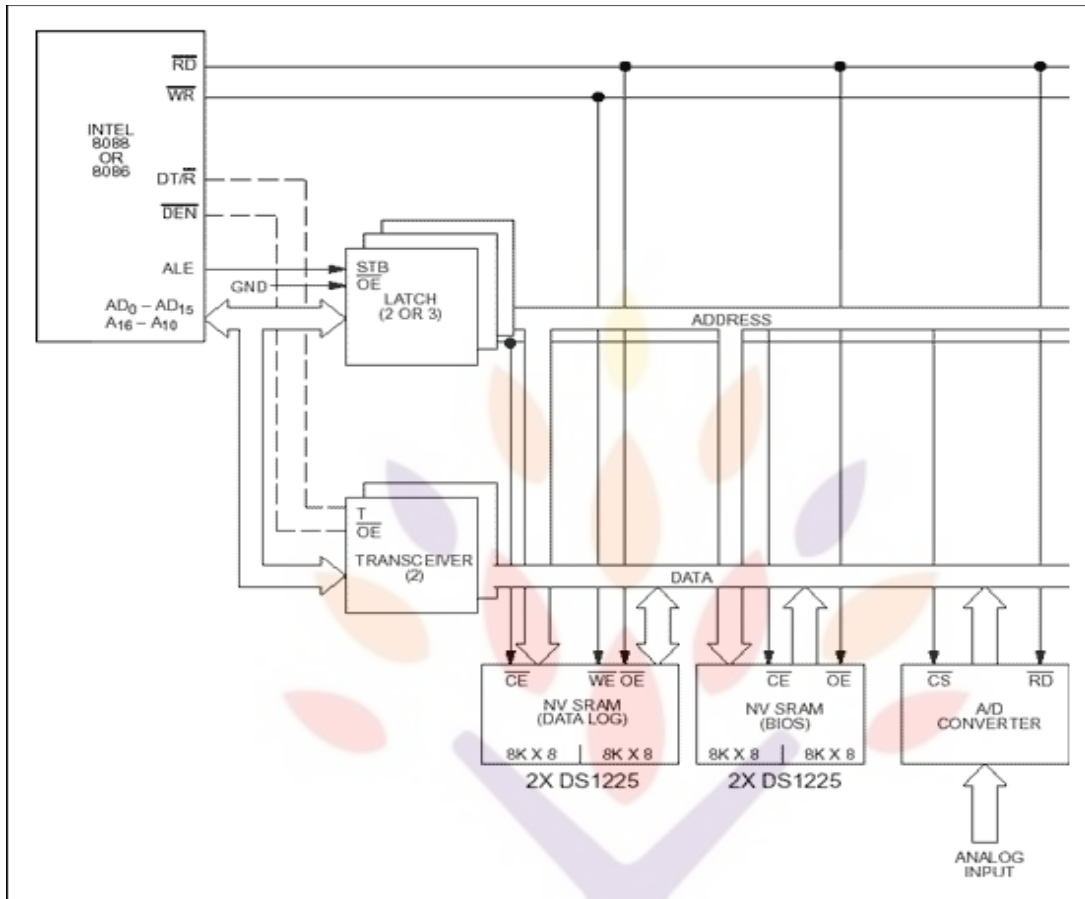 RD
WR
INTEL
8088
OR
8086
DT/R
DEN
ALE
GND
AD0 – AD15
A16 – A10
STB
OE
LATCH
(2 OR 3)
ADDRESS
T
OE
TRANSCEIVER
(2)
DATA
CE WE OE
NV SRAM
(DATA LOG)
8K X 8 8K X 8
2X DS1225
CE OE
NV SRAM
(BIOS)
8K X 8 8K X 8
2X DS1225
CS RD
A/D
CONVERTER
ANALOG
INPUT